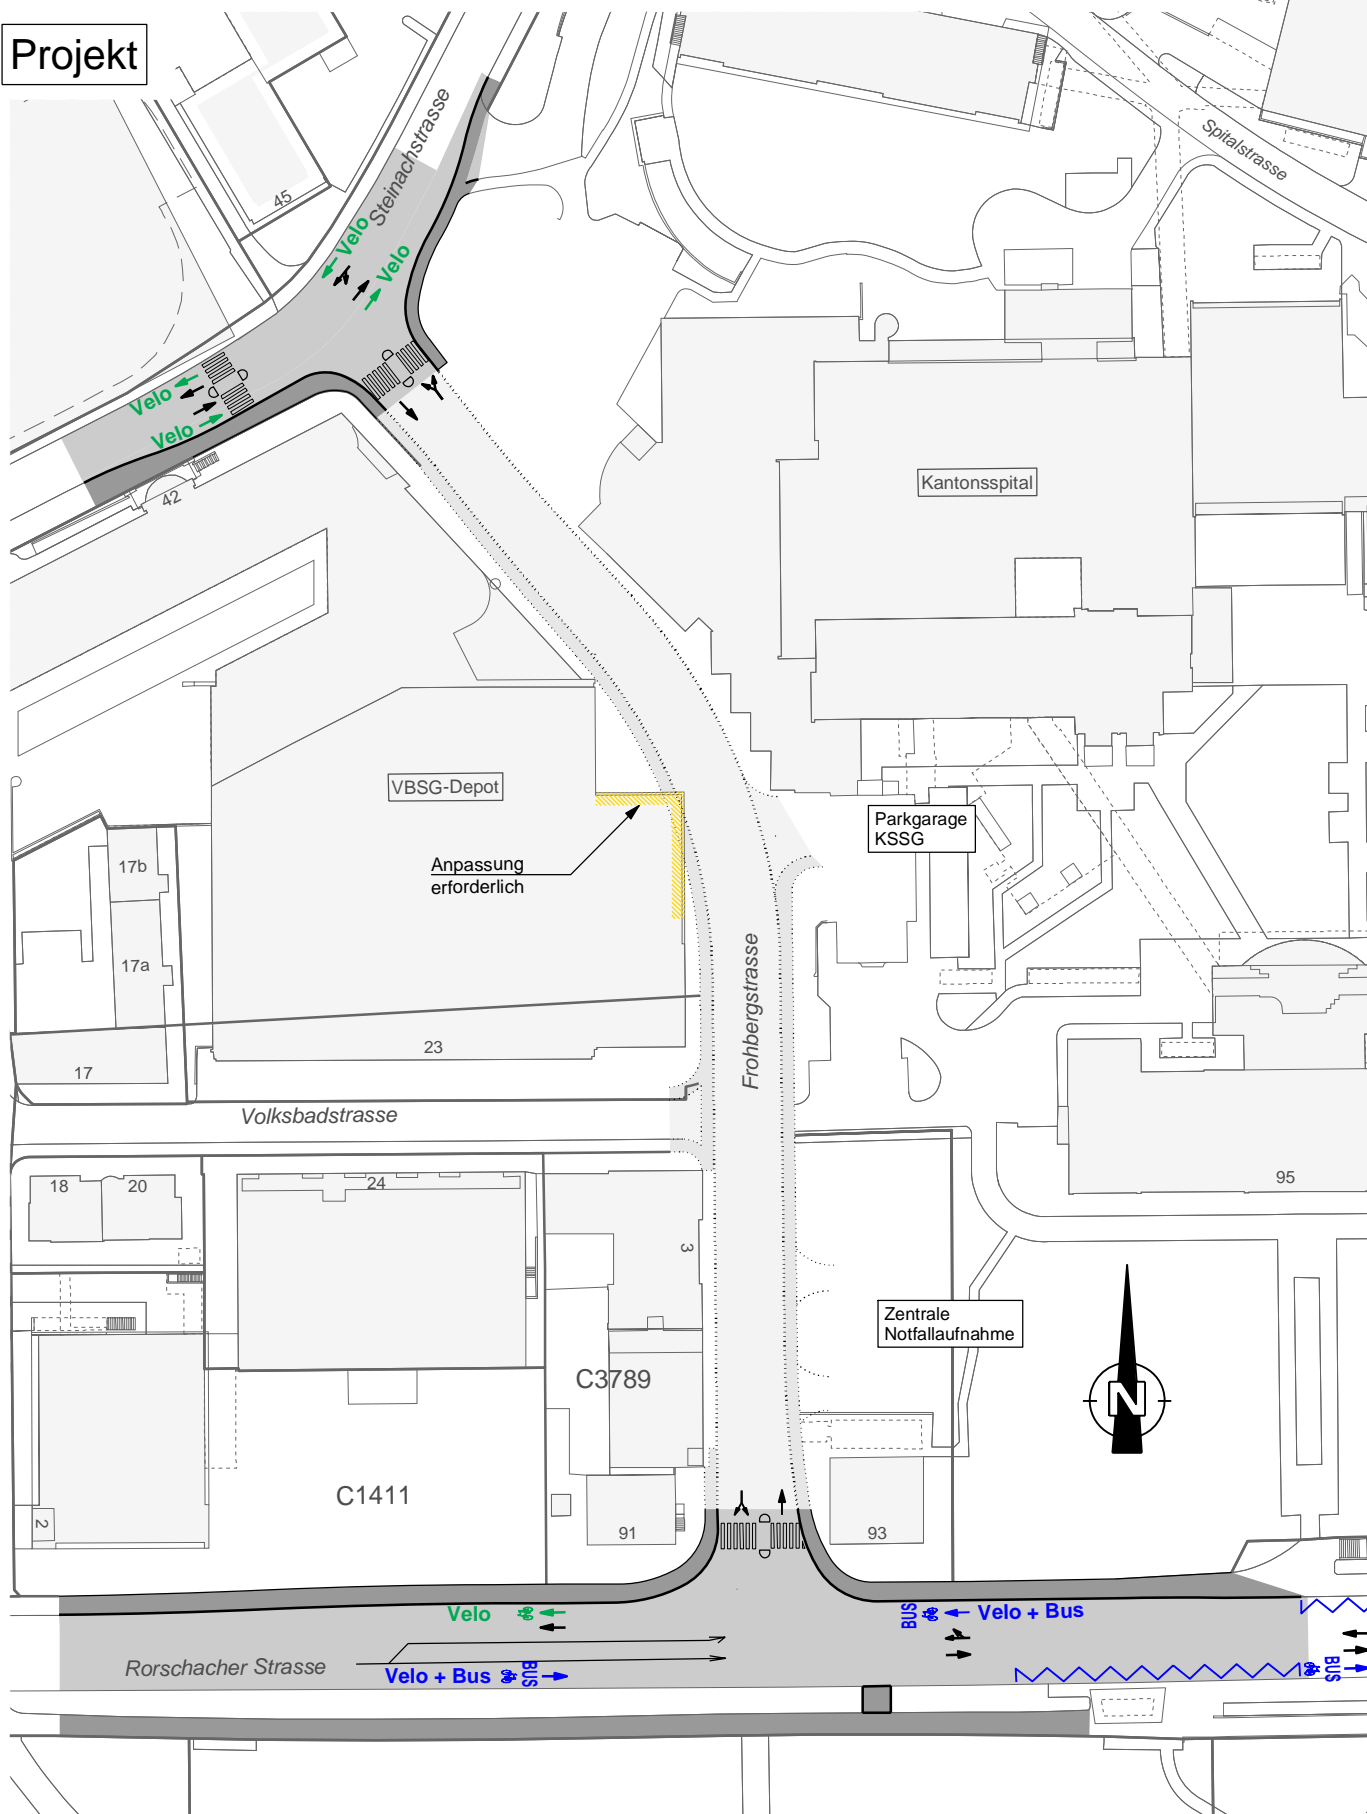 Projekt
Steinachstrasse
Spitalstrasse
45
Velo
Velo
Velo
Velo
42
Kantonsspital
VBSG-Depot
Parkgarage
KSSG
Anpassung
erforderlich
17b
17a
17
23
Frohbergstrasse
Volksbadstrasse
18
20
24
3
95
Zentrale
Notfallaufnahme
C3789
N
C1411
2
91
93
Velo
BUS
Velo + Bus
Rorschacher Strasse
Velo + Bus
BUS
BUS